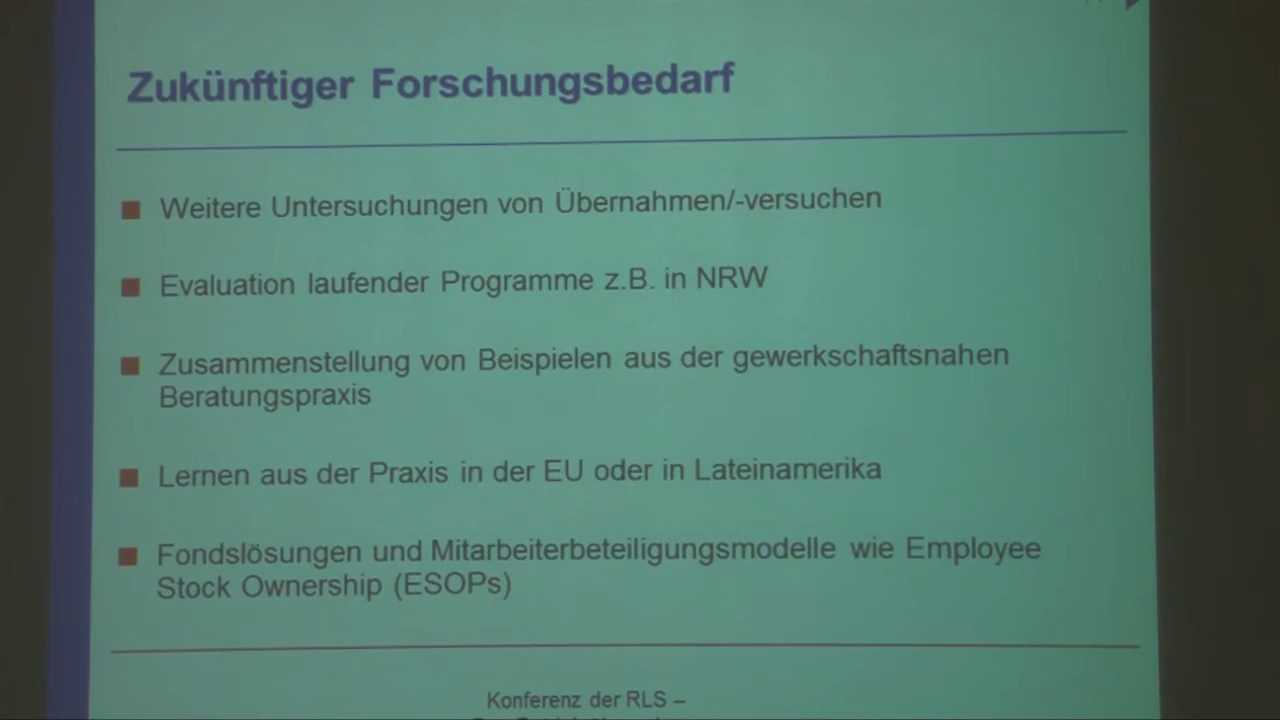 Zukünftiger Forschungsbedarf
Weitere Untersuchungen von Übernahmen/-versuchen
Evaluation laufender Programme z.B. in NRW
Zusammenstellung von Beispielen aus der gewerkschaftsnahen
Beratungspraxis
Lernen aus der Praxis in der EU oder in Lateinamerika
Fondslösungen und Mitarbeiterbeteiligungsmodelle wie Employee
Stock Ownership (ESOPs)
Konferenz der RLS –